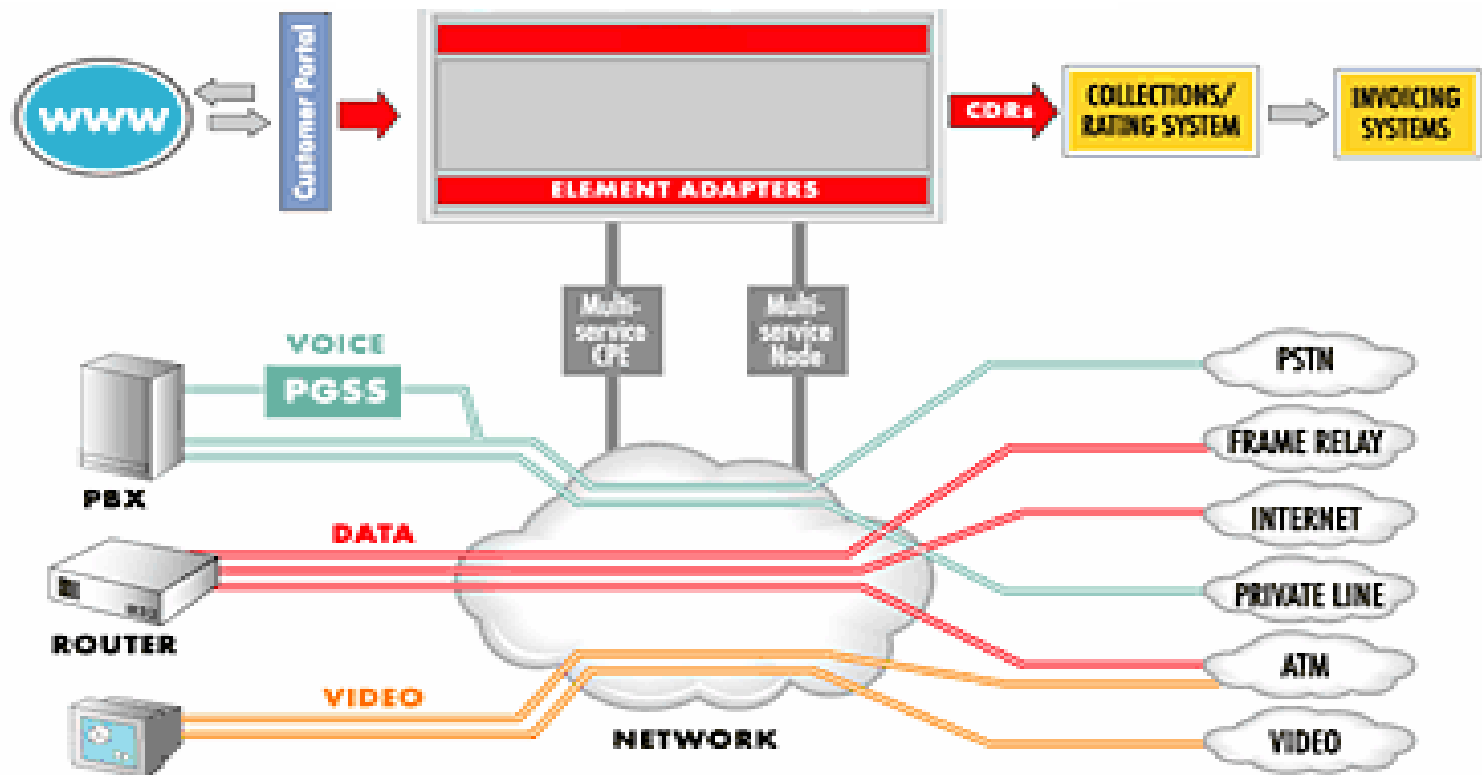 WWW
Customer Portal
ELEMENT ADAPTERS
CDRs
COLLECTIONS/
RATING SYSTEM
INVOICING
SYSTEMS
Multi-
service
CPE
Multi-
service
Node
VOICE
PGSS
PBX
DATA
ROUTER
VIDEO
NETWORK
PSTN
FRAME RELAY
INTERNET
PRIVATE LINE
ATM
VIDEO